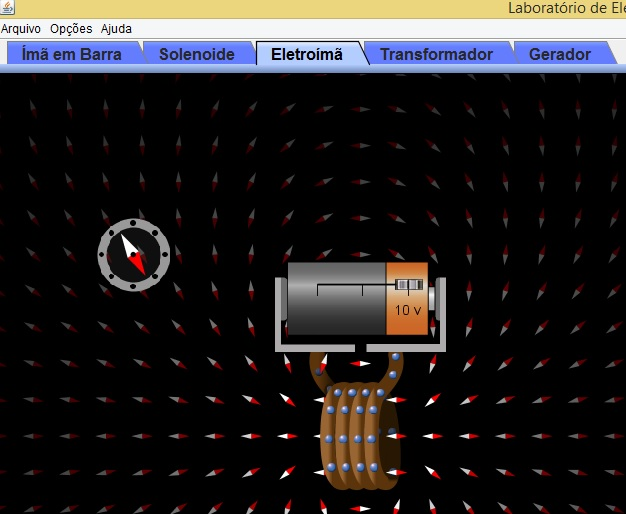 Laboratório de Ele
Arquivo Opções Ajuda
Ímã em Barra Solenoide Eletroímã Transformador Gerador
10 V